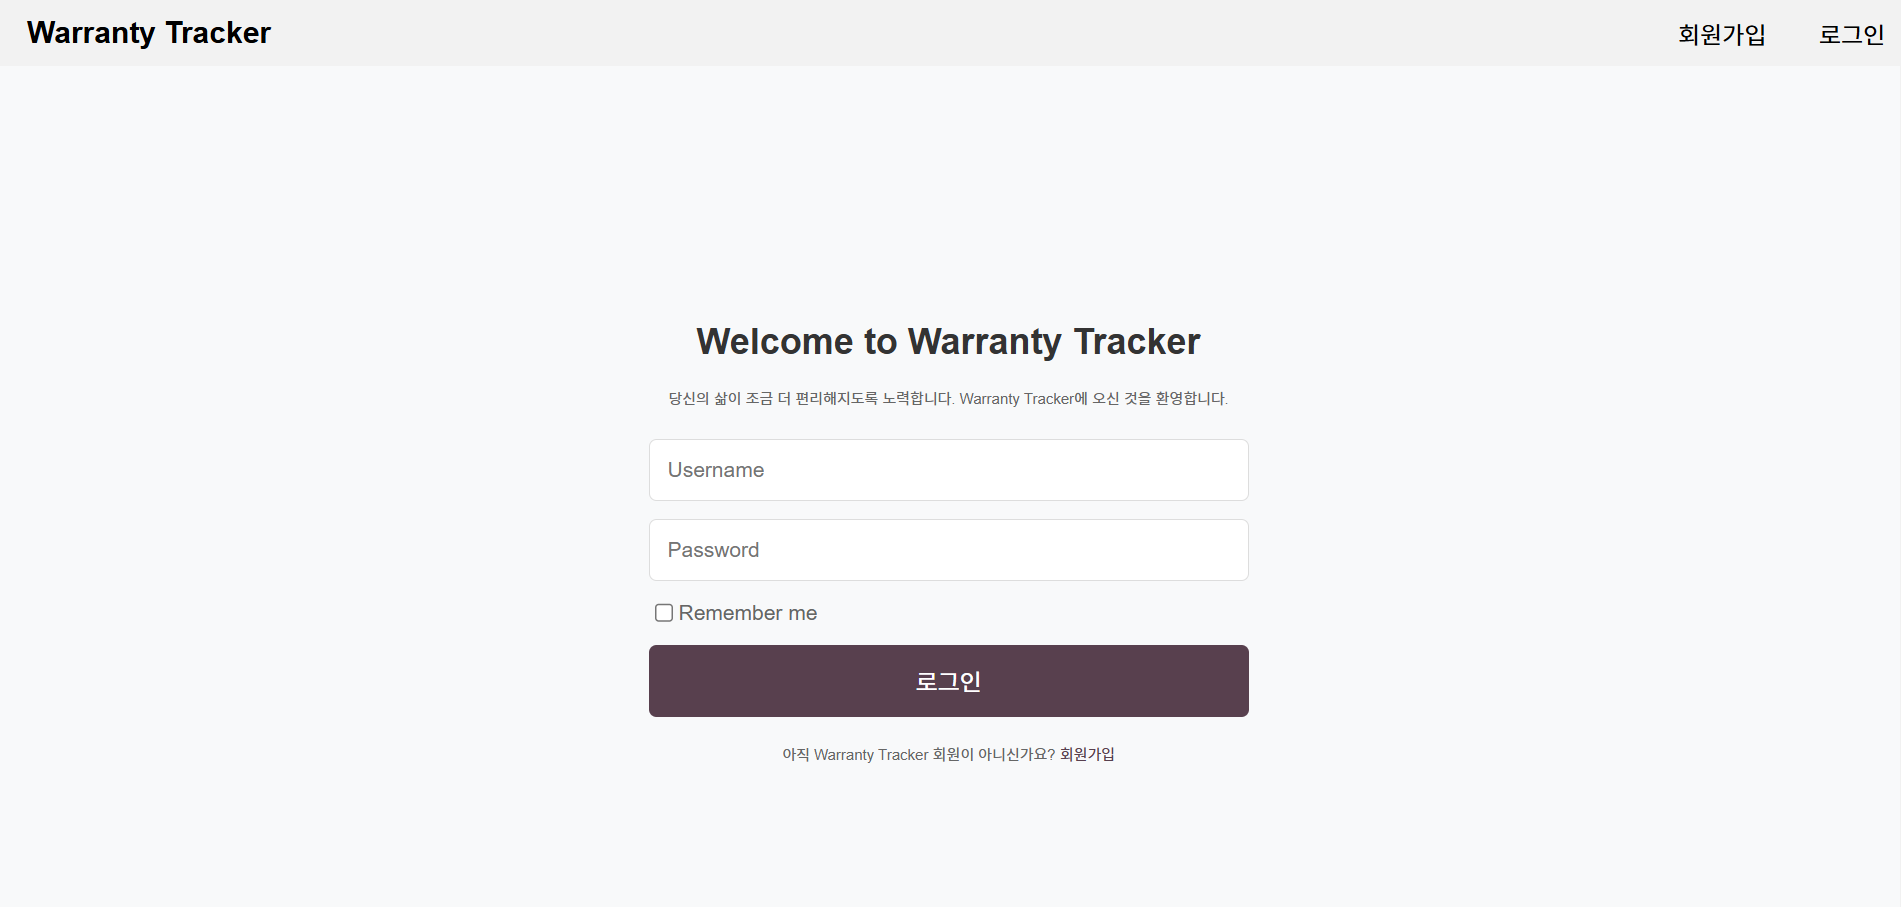 Warranty Tracker
회원가입
로그인
Welcome to Warranty Tracker
당신의 삶이 조금 더 편리해지도록 노력합니다. Warranty Tracker에 오신 것을 환영합니다.
Username
Password
Remember me
로그인
아직 Warranty Tracker 회원이 아니신가요? 회원가입